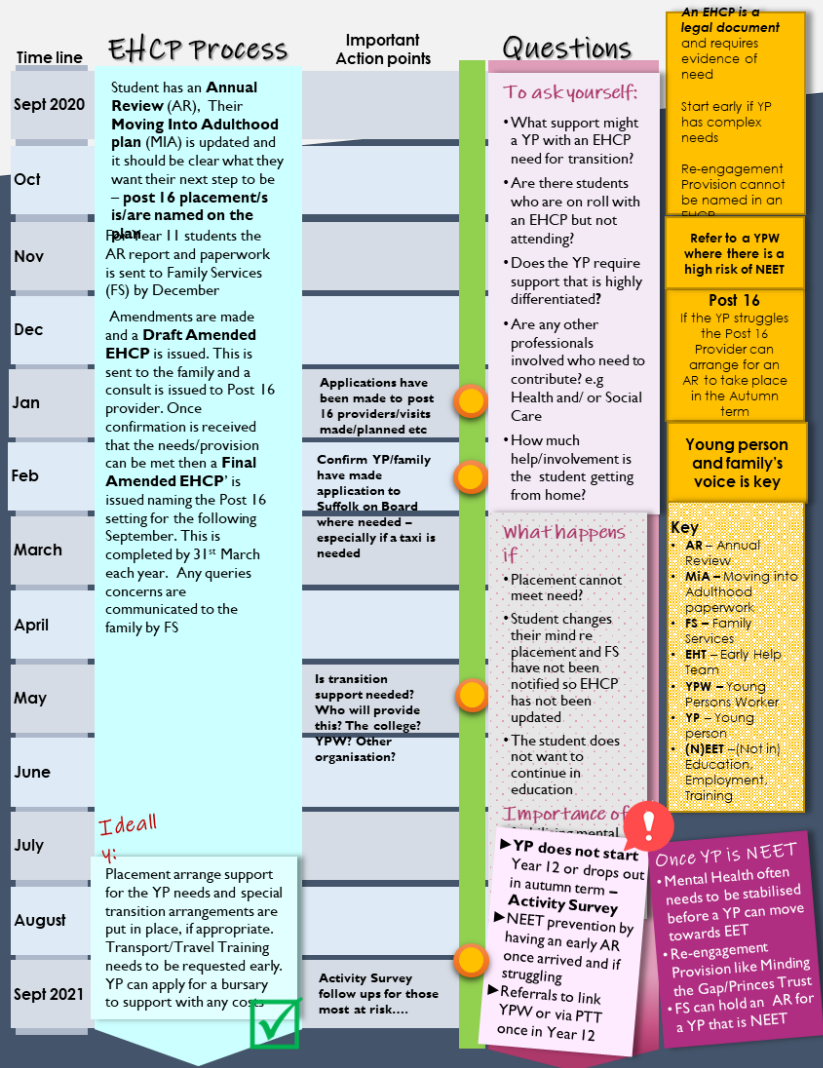 Time line
EHCP Process
Important
Action points
Questions
Sept 2020
Oct
Nov
Dec
Jan
Feb
March
April
May
June
July
August
Sept 2021
Student has an Annual
Review (AR), Their
Moving Into Adulthood
plan (MIA) is updated and
it should be clear what they
want their next step to be
– post 16 placement/s
is/are named on the
plan
For Year 11 students the
AR report and paperwork
is sent to Family Services
(FS) by December
Amendments are made
and a Draft Amended
EHCP is issued. This is
sent to the family and a
consult is issued to Post 16
provider. Once
confirmation is received
that the needs/provision
can be met then a Final
Amended EHCP' is
issued naming the Post 16
setting for the following
September. This is
completed by 31st March
each year. Any queries
concerns are
communicated to the
family by FS
Ideall
y:
Placement arrange support
for the YP needs and special
transition arrangements are
put in place, if appropriate.
Transport/Travel Training
needs to be requested early.
YP can apply for a bursary
to support with any costs
Applications have
been made to post
16 providers/visits
made/planned etc
Confirm YP/family
have made
application to
Suffolk on Board
where needed –
especially if a taxi is
needed
Is transition
support needed?
Who will provide
this? The college?
YPW? Other
organisation?
Activity Survey
follow ups for those
most at risk....
To ask yourself:
•What support might
a YP with an EHCP
need for transition?
•Are there students
who are on roll with
an EHCP but not
attending?
•Does the YP require
support that is highly
differentiated?
•Are any other
professionals
involved who need to
contribute? e.g
Health and/ or Social
Care
•How much
help/involvement is
the student getting
from home?
What happens
if
•Placement cannot
meet need?
•Student changes
their mind re
placement and FS
have not been
notified so EHCP
has not been
updated
•The student does
not want to
continue in
education
Importance of
mental
►YP does not start
Year 12 or drops out
in autumn term –
Activity Survey
►NEET prevention by
having an early AR
once arrived and if
struggling
►Referrals to link
YPW or via PTT
once in Year 12
An EHCP is a
legal document
and requires
evidence of
need
Start early if YP
has complex
needs
Re-engagement
Provision cannot
be named in an
EHCP
Refer to a YPW
where there is a
high risk of NEET
Post 16
If the YP struggles
the Post 16
Provider can
arrange for an
AR to take place
in the Autumn
term
Young person
and family's
voice is key
Key
• AR – Annual
Review
• MiA – Moving into
Adulthood
paperwork
• FS – Family
Services
• EHT – Early Help
Team
• YPW – Young
Persons Worker
• YP – Young
person
• (N)EET –(Not in)
Education,
Employment,
Training
!
Once YP is NEET
•Mental Health often
needs to be stabilised
before a YP can move
towards EET
•Re-engagement
Provision like Minding
the Gap/Princes Trust
•FS can hold an AR for
a YP that is NEET